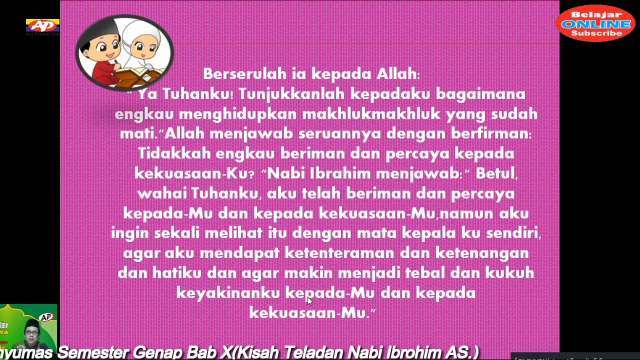 AP
Belajar
ONLINE
Subscribe
Berserulah ia kepada Allah:
" Ya Tuhanku! Tunjukkanlah kepadaku bagaimana
engkau menghidupkan makhlukmakhluk yang sudah
mati."Allah menjawab seruannya dengan berfirman:
Tidakkah engkau beriman dan percaya kepada
kekuasaan-Ku? "Nabi Ibrahim menjawab:" Betul,
wahai Tuhanku, aku telah beriman dan percaya
kepada-Mu dan kepada kekuasaan-Mu,namun aku
ingin sekali melihat itu dengan mata kepala ku sendiri,
agar aku mendapat ketenteraman dan ketenangan
dan hatiku dan agar makin menjadi tebal dan kukuh
keyakinanku kepada-Mu dan kepada
kekuasaan-Mu."
AP
nyumas Semester Genap Bab X(Kisah Teladan Nabi Ibrohim AS.)